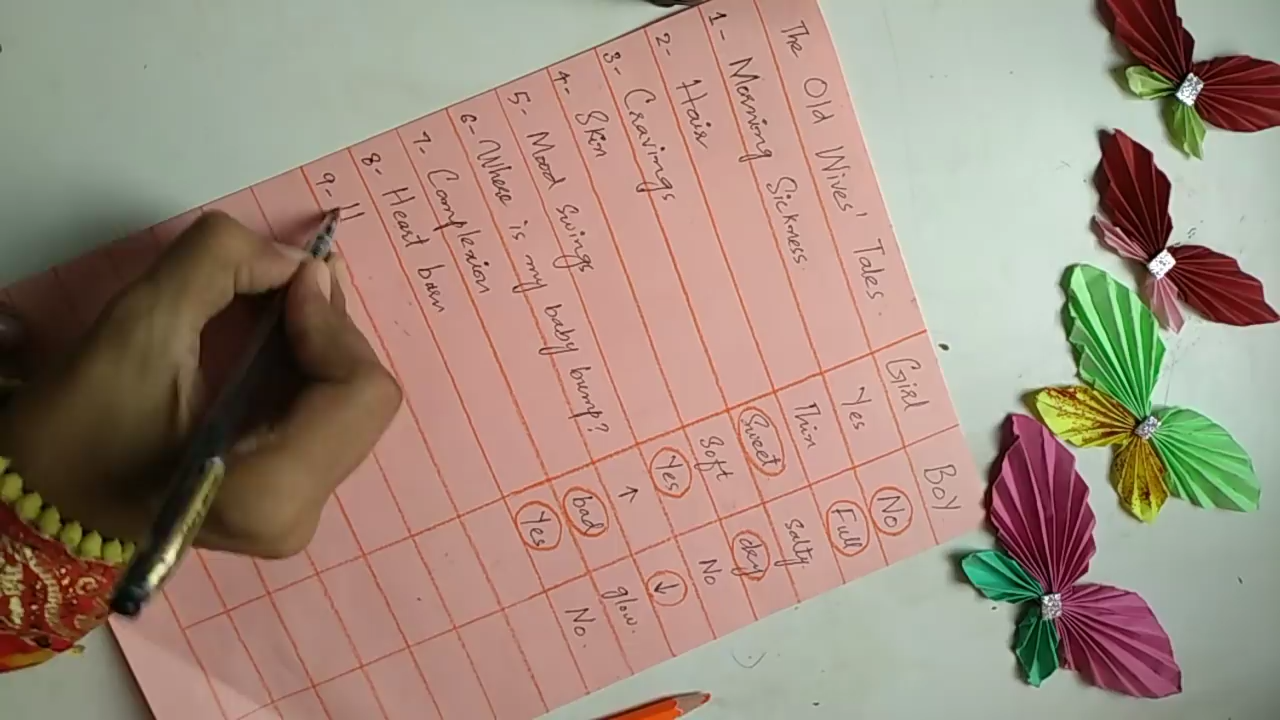 The Old Wives' Tales. Girl Boy
1- Morning Sickness. Yes No
2- Hair Thin Full
3- Cravings Sweet Salty
4- Skin Soft dry
5- Mood Swings Yes No
6- Where is my baby bump? ↑ ↓
7- Complexion bad glow.
8- Heart burn Yes No.
9-